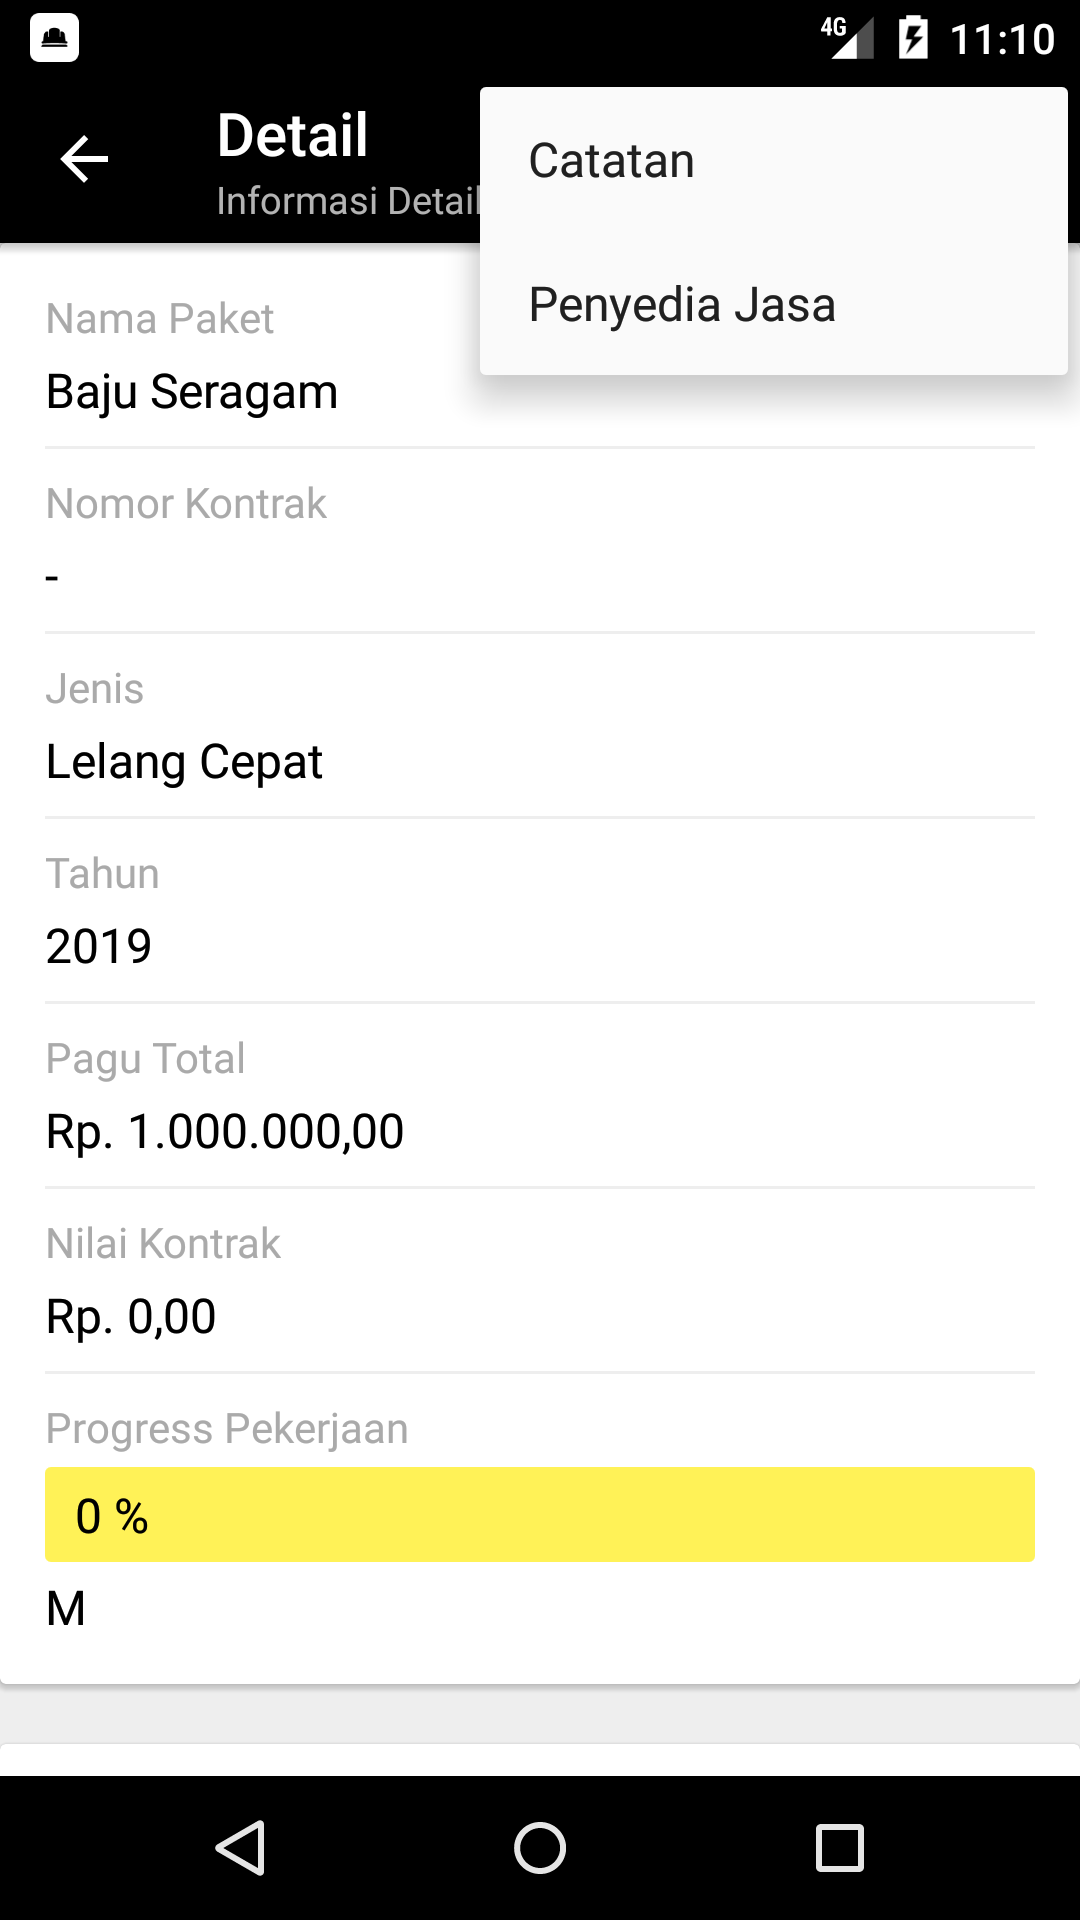 4G 11:10
Detail
Informasi Detail
Catatan
Penyedia Jasa
Nama Paket
Baju Seragam
Nomor Kontrak
-
Jenis
Lelang Cepat
Tahun
2019
Pagu Total
Rp. 1.000.000,00
Nilai Kontrak
Rp. 0,00
Progress Pekerjaan
0 %
M